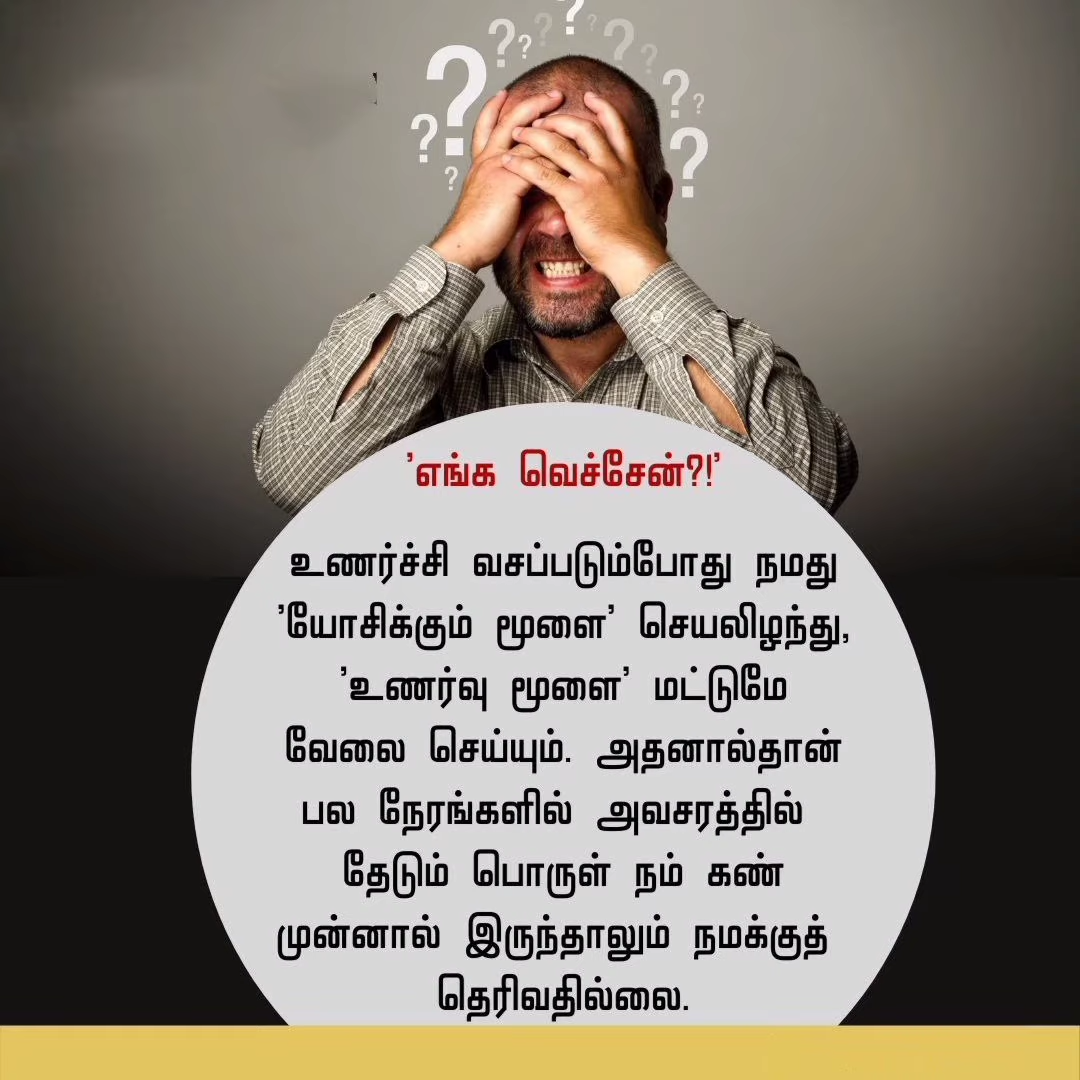 'எங்க வெச்சேன்?!'
உணர்ச்சி வசப்படும்போது நமது
'யோசிக்கும் மூளை' செயலிழந்து,
'உணர்வு மூளை' மட்டுமே
வேலை செய்யும். அதனால்தான்
பல நேரங்களில் அவசரத்தில்
தேடும் பொருள் நம் கண்
முன்னால் இருந்தாலும் நமக்குத்
தெரிவதில்லை.